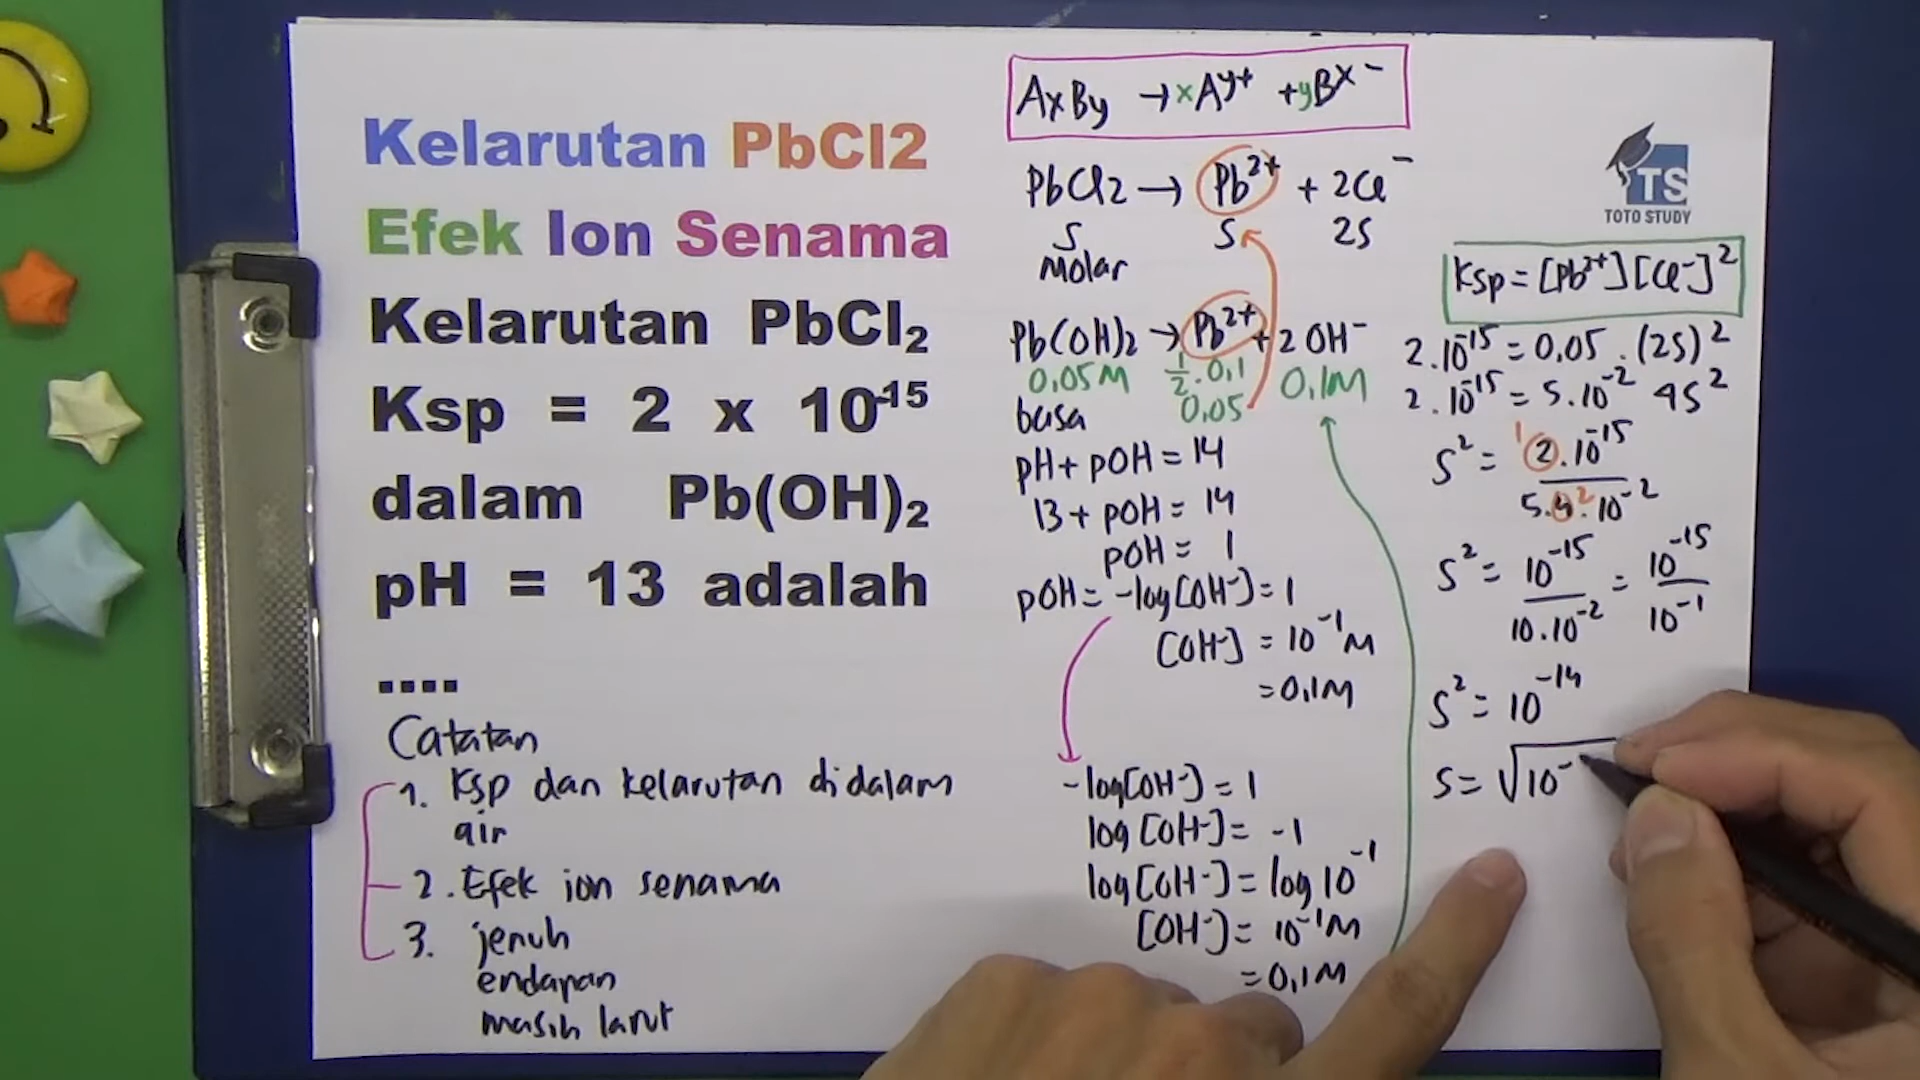 Kelarutan PbCl2
Efek Ion Senama
Kelarutan PbCl₂
Ksp = 2 x 10⁻¹⁵
dalam Pb(OH)₂
pH = 13 adalah
....
Catatan
1. Ksp dan kelarutan didalam
air
2. Efek ion senama
3. jenuh
endapan
masih larut
AxBy → xA^y+ + yB^x-
PbCl2 → Pb²⁺ + 2Cl⁻
S S 2S
Molar
Pb(OH)₂ → Pb²⁺ + 2OH⁻
0,05M 1/2 . 0,1 0,1M
0,05
basa
pH + pOH = 14
13 + pOH = 14
pOH = 1
pOH = -log[OH⁻] = 1
[OH⁻] = 10⁻¹ M
= 0,1M
-log[OH⁻] = 1
log[OH⁻] = -1
log[OH⁻] = log 10⁻¹
[OH⁻] = 10⁻¹ M
= 0,1M
TS
TOTO STUDY
Ksp = [Pb²⁺][Cl⁻]²
2.10⁻¹⁵ = 0,05 . (2S)²
2.10⁻¹⁵ = 5.10⁻² 4S²
1
S² = 2.10⁻¹⁵
5.4.10⁻²
2
S² = 10⁻¹⁵ / 10.10⁻² = 10⁻¹⁵ / 10⁻¹
S² = 10⁻¹⁴
S = √10⁻